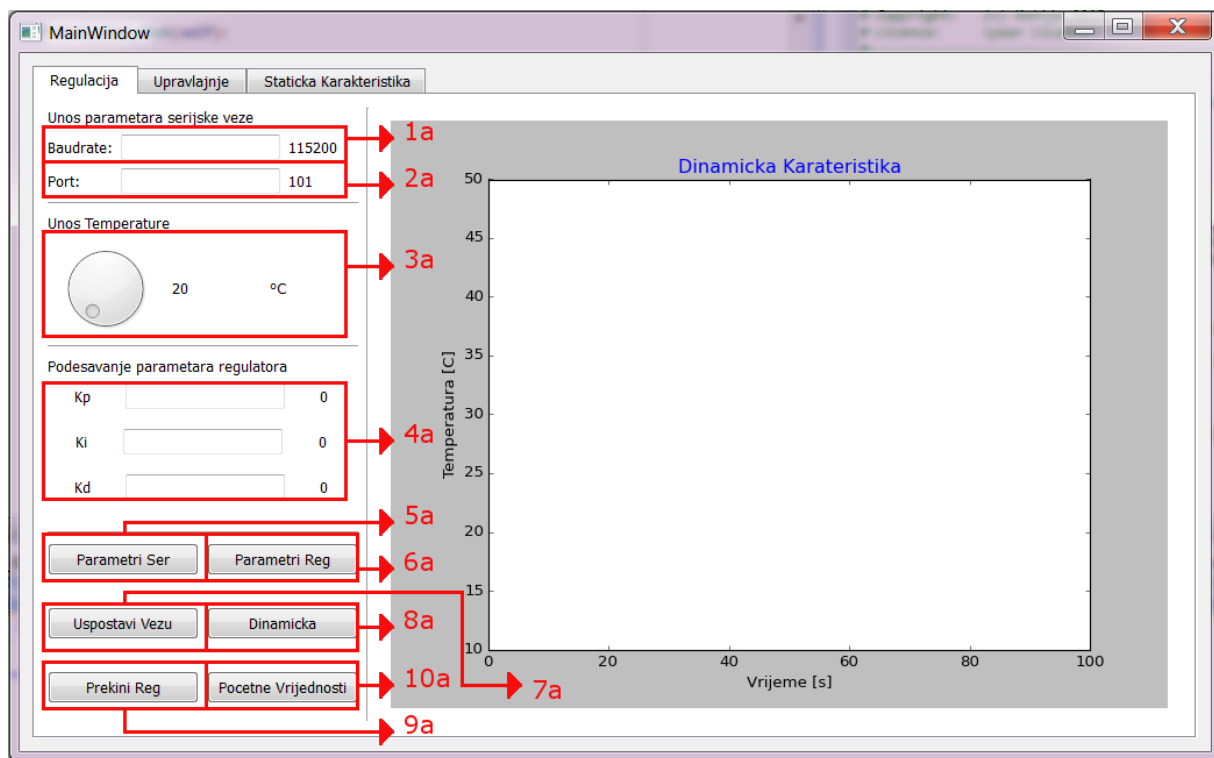 MainWindow
Regulacija
Upravlajnje
Staticka Karakteristika
Unos parametara serijske veze
Baudrate: 115200
1a
Port: 101
2a
Unos Temperature
20 °C
3a
Podesavanje parametara regulatora
Kp 0
Ki 0
4a
Kd 0
5a
Parametri Ser
Parametri Reg
6a
Uspostavi Vezu
Dinamicka
8a
Prekini Reg
Pocetne Vrijednosti
10a
7a
9a
Dinamicka Karateristika
Temperatura [C]
50
45
40
35
30
25
20
15
10
0 20 40 60 80 100
Vrijeme [s]